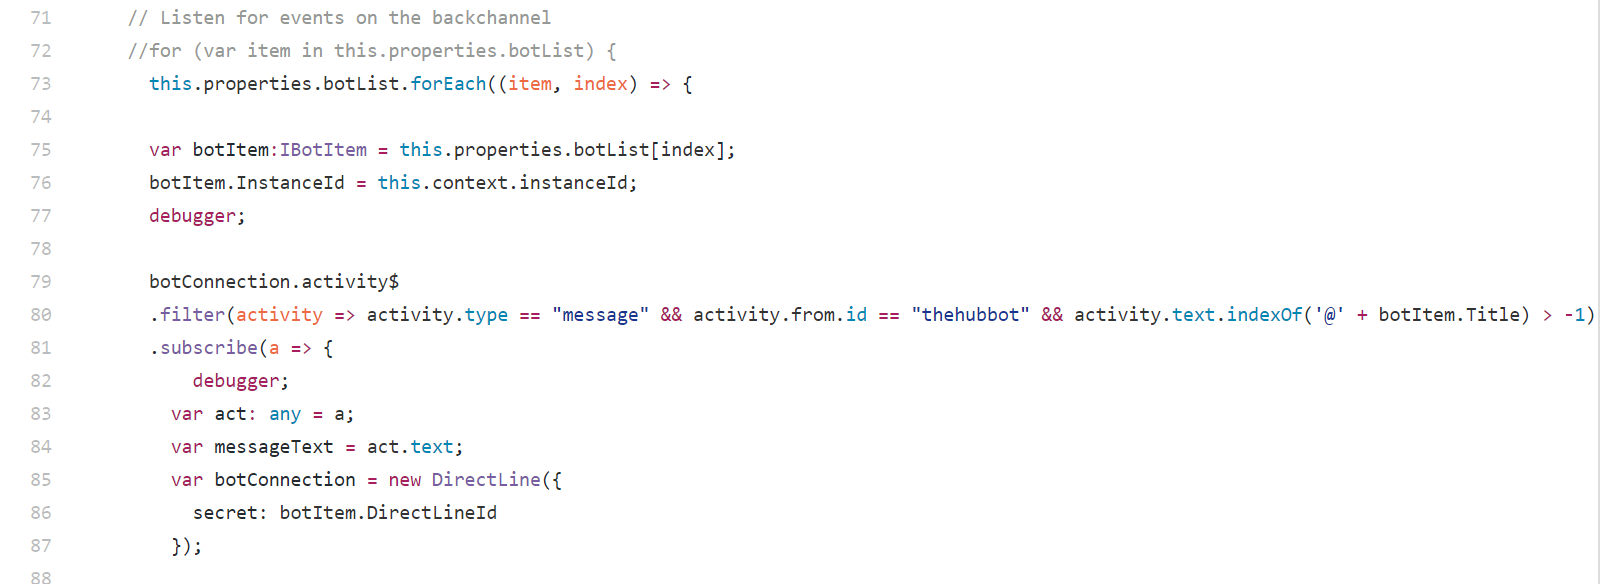 71 // Listen for events on the backchannel
72 //for (var item in this.properties.botList) {
73 this.properties.botList.forEach((item, index) => {
74
75 var botItem:IBotItem = this.properties.botList[index];
76 botItem.InstanceId = this.context.instanceId;
77 debugger;
78
79 botConnection.activity$
80 .filter(activity => activity.type == "message" && activity.from.id == "thehubbot" && activity.text.indexOf('@' + botItem.Title) > -1)
81 .subscribe(a => {
82 debugger;
83 var act: any = a;
84 var messageText = act.text;
85 var botConnection = new DirectLine({
86 secret: botItem.DirectLineId
87 });
88